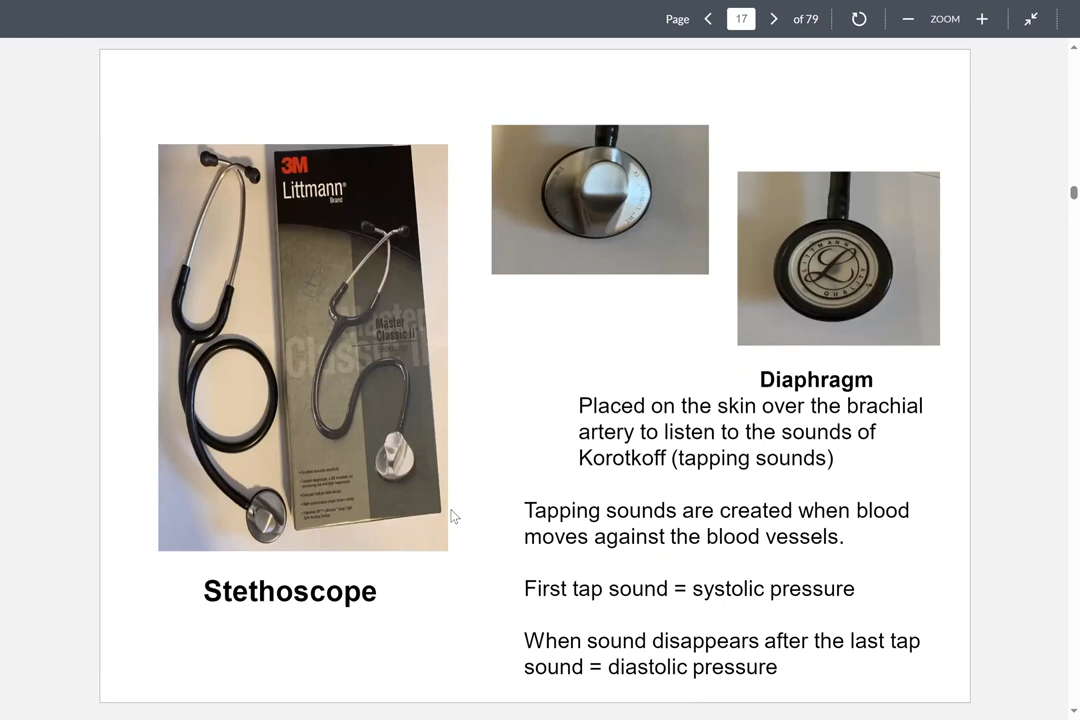 Page 17 of 79 ZOOM
3M
Littmann®
Brand
Master
Classic II
LITTMANN
QUALITY
Diaphragm
Placed on the skin over the brachial
artery to listen to the sounds of
Korotkoff (tapping sounds)
Tapping sounds are created when blood
moves against the blood vessels.
First tap sound = systolic pressure
When sound disappears after the last tap
sound = diastolic pressure
Stethoscope